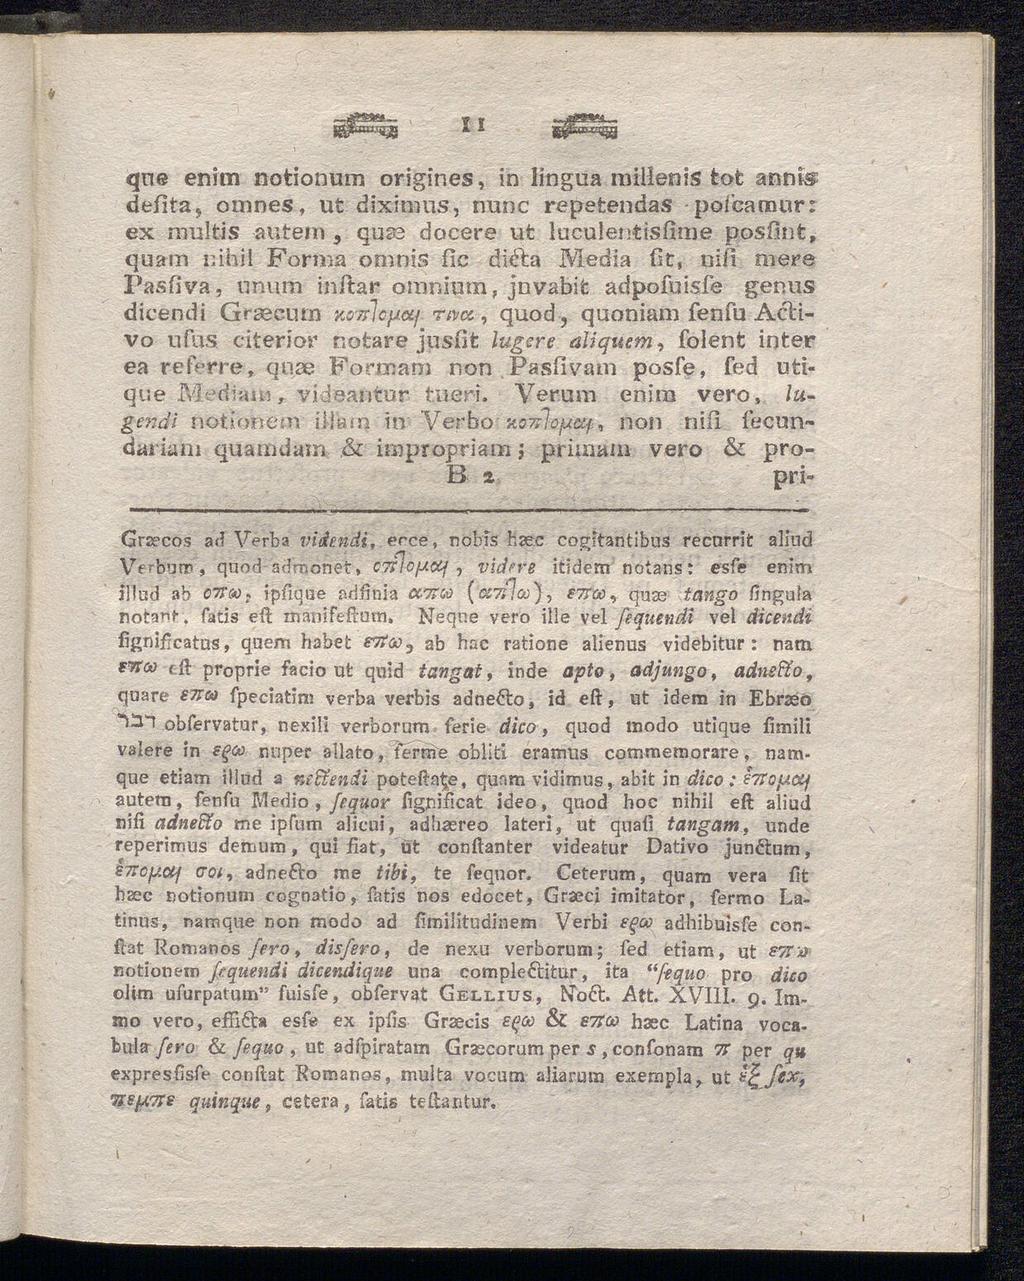 11
que enim notionum origines, in lingua millenis tot annis
deſita, omnes, ut diximus, nunc repetendas poſcamur:
ex multis autem, quæ docere ut luculentisſime posſint,
quam nihil Forma omnis ſic dicta Media ſit, niſi mere
Pasſiva, unum inſtar omnium, juvabit adpoſuisſe genus
dicendi Græcum κοπτομαι τινα, quod, quoniam ſenſu Acti-
vo uſus citerior notare jusſit lugere aliquem, ſolent inter
ea referre, quæ Formam non Pasſivam posſe, ſed uti-
que Mediam, videantur tueri. Verum enim vero, lu-
gendi notionem illam in Verbo κοπτομαι, non niſi ſecun-
dariam quamdam & impropriam; primam vero & pro-
B 2 pri-
Græcos ad Verba videndi, ecce, nobis hæc cogitantibus recurrit aliud
Verbum, quod admonet, οπτομαι, videre itidem notans: esſe enim
illud ab οπω, ipſique adfinia απω (απτω), επω, quæ tango ſingula
notant, ſatis eſt manifeſtum. Neque vero ille vel ſequendi vel dicendi
ſignificatus, quem habet επω, ab hac ratione alienus videbitur: nam
επω eſt proprie facio ut quid tangat, inde apto, adjungo, adnecto,
quare επω ſpeciatim verba verbis adnecto, id eſt, ut idem in Ebræo
דבר obſervatur, nexili verborum ſerie dico, quod modo utique ſimili
valere in ερω nuper allato, ferme obliti eramus commemorare, nam-
que etiam illud a nectendi poteſtate, quam vidimus, abit in dico: ἑπομαι
autem, ſenſu Medio, ſequor ſignificat ideo, quod hoc nihil eſt aliud
niſi adnecto me ipſum alicui, adhæreo lateri, ut quaſi tangam, unde
reperimus demum, qui fiat, ut conſtanter videatur Dativo junctum,
ἑπομαι σοι, adnecto me tibi, te ſequor. Ceterum, quam vera ſit
hæc notionum cognatio, ſatis nos edocet, Græci imitator, ſermo La-
tinus, namque non modo ad ſimilitudinem Verbi ερω adhibuisſe con-
ſtat Romanos ſero, disſero, de nexu verborum; ſed etiam, ut επω
notionem ſequendi dicendique una complectitur, ita “ſequo pro dico
olim uſurpatum” fuisſe, obſervat GELLIUS, Noct. Att. XVIII. 9. Im-
mo vero, efficta esſe ex ipſis Græcis ερω & επω hæc Latina voca-
bula ſero & ſequo, ut adſpiratam Græcorum per s, conſonam π per qu
expresſisſe conſtat Romanos, multa vocum aliarum exempla, ut ἑξ ſex,
πεμπε quinque, cetera, ſatis teſtantur.